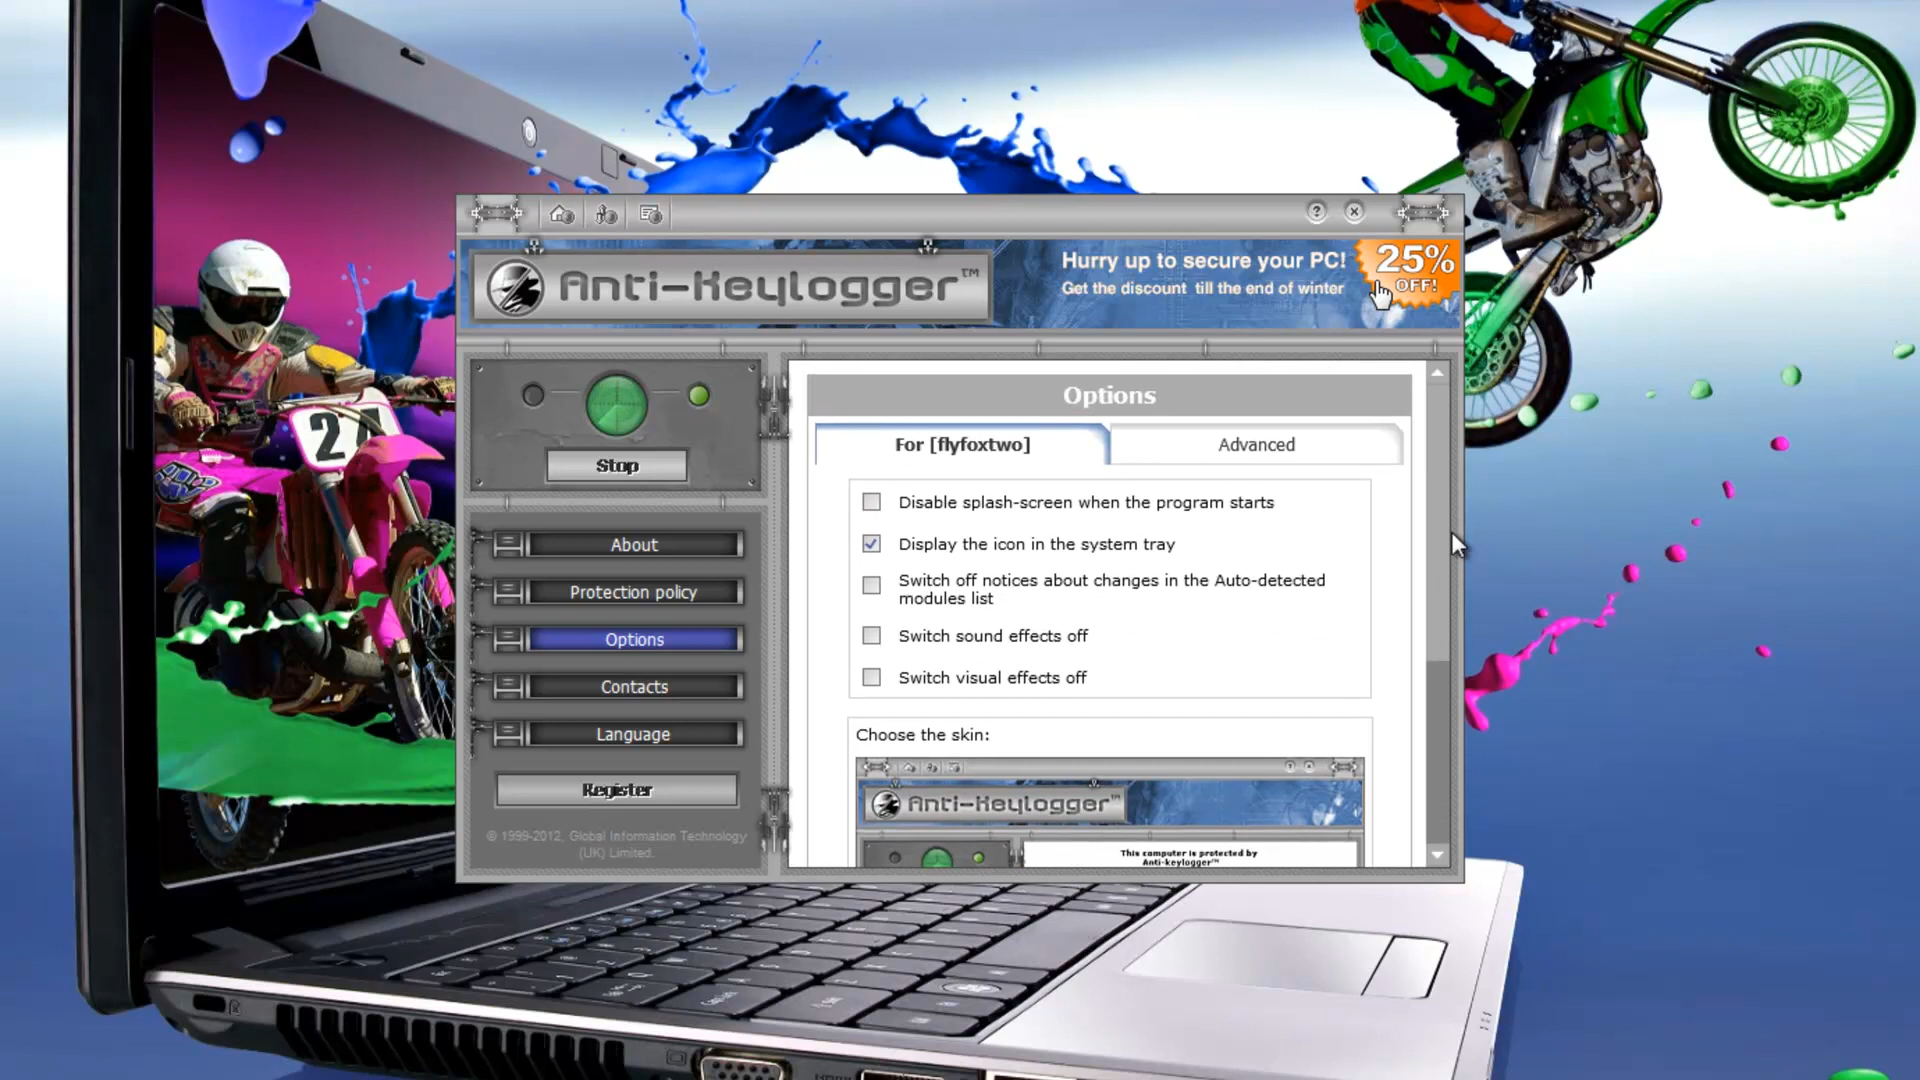 Anti-Keylogger™
Hurry up to secure your PC!
Get the discount till the end of winter
25%
OFF!
Stop
About
Protection policy
Options
Contacts
Language
Register
© 1999-2012, Global Information Technology
(UK) Limited.
Options
For [flyfoxtwo]
Advanced
Disable splash-screen when the program starts
Display the icon in the system tray
Switch off notices about changes in the Auto-detected
modules list
Switch sound effects off
Switch visual effects off
Choose the skin:
Anti-Keylogger™
This computer is protected by
Anti-keylogger™